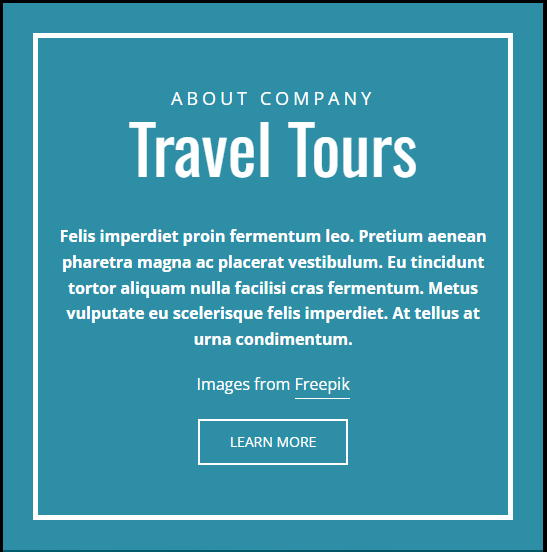 ABOUT COMPANY
Travel Tours
Felis imperdiet proin fermentum leo. Pretium aenean
pharetra magna ac placerat vestibulum. Eu tincidunt
tortor aliquam nulla facilisi cras fermentum. Metus
vulputate eu scelerisque felis imperdiet. At tellus at
urna condimentum.
Images from Freepik
LEARN MORE